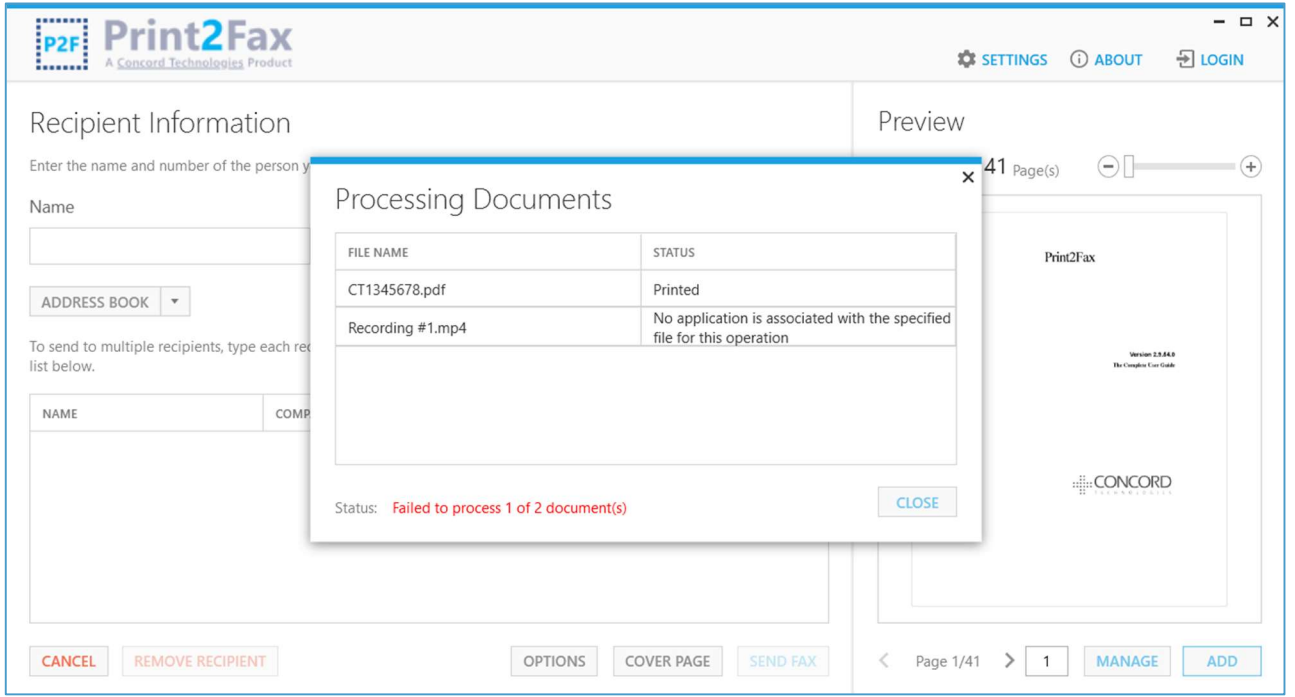 P2F
Print2Fax
A Concord Technologies Product
SETTINGS
ABOUT
LOGIN
Recipient Information
Enter the name and number of the person y
Name
ADDRESS BOOK
To send to multiple recipients, type each rec
list below.
NAME
COMP
Processing Documents
FILE NAME
STATUS
CT1345678.pdf
Printed
Recording #1.mp4
No application is associated with the specified
file for this operation
Status:
Failed to process 1 of 2 document(s)
CLOSE
Preview
41 Page(s)
Print2Fax
Version 2.9.84.0
The Complete User Guide
CONCORD
TECHNOLOGIES
CANCEL
REMOVE RECIPIENT
OPTIONS
COVER PAGE
SEND FAX
Page 1/41
1
MANAGE
ADD